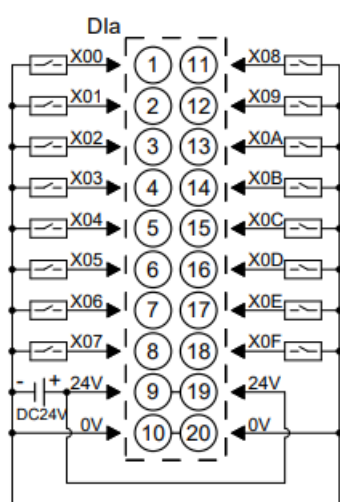 DIa
X00 1 11 X08
X01 2 12 X09
X02 3 13 X0A
X03 4 14 X0B
X04 5 15 X0C
X05 6 16 X0D
X06 7 17 X0E
X07 8 18 X0F
- + 24V 9 19 24V
DC24V
0V 10 20 0V